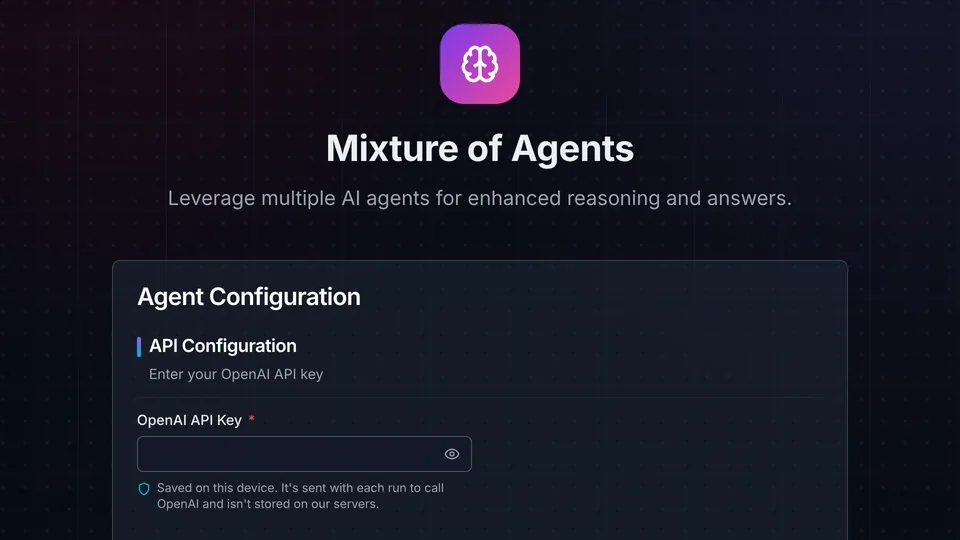 Mixture of Agents
Leverage multiple AI agents for enhanced reasoning and answers.
Agent Configuration
API Configuration
Enter your OpenAI API key
OpenAI API Key *
Saved on this device. It's sent with each run to call
OpenAI and isn't stored on our servers.